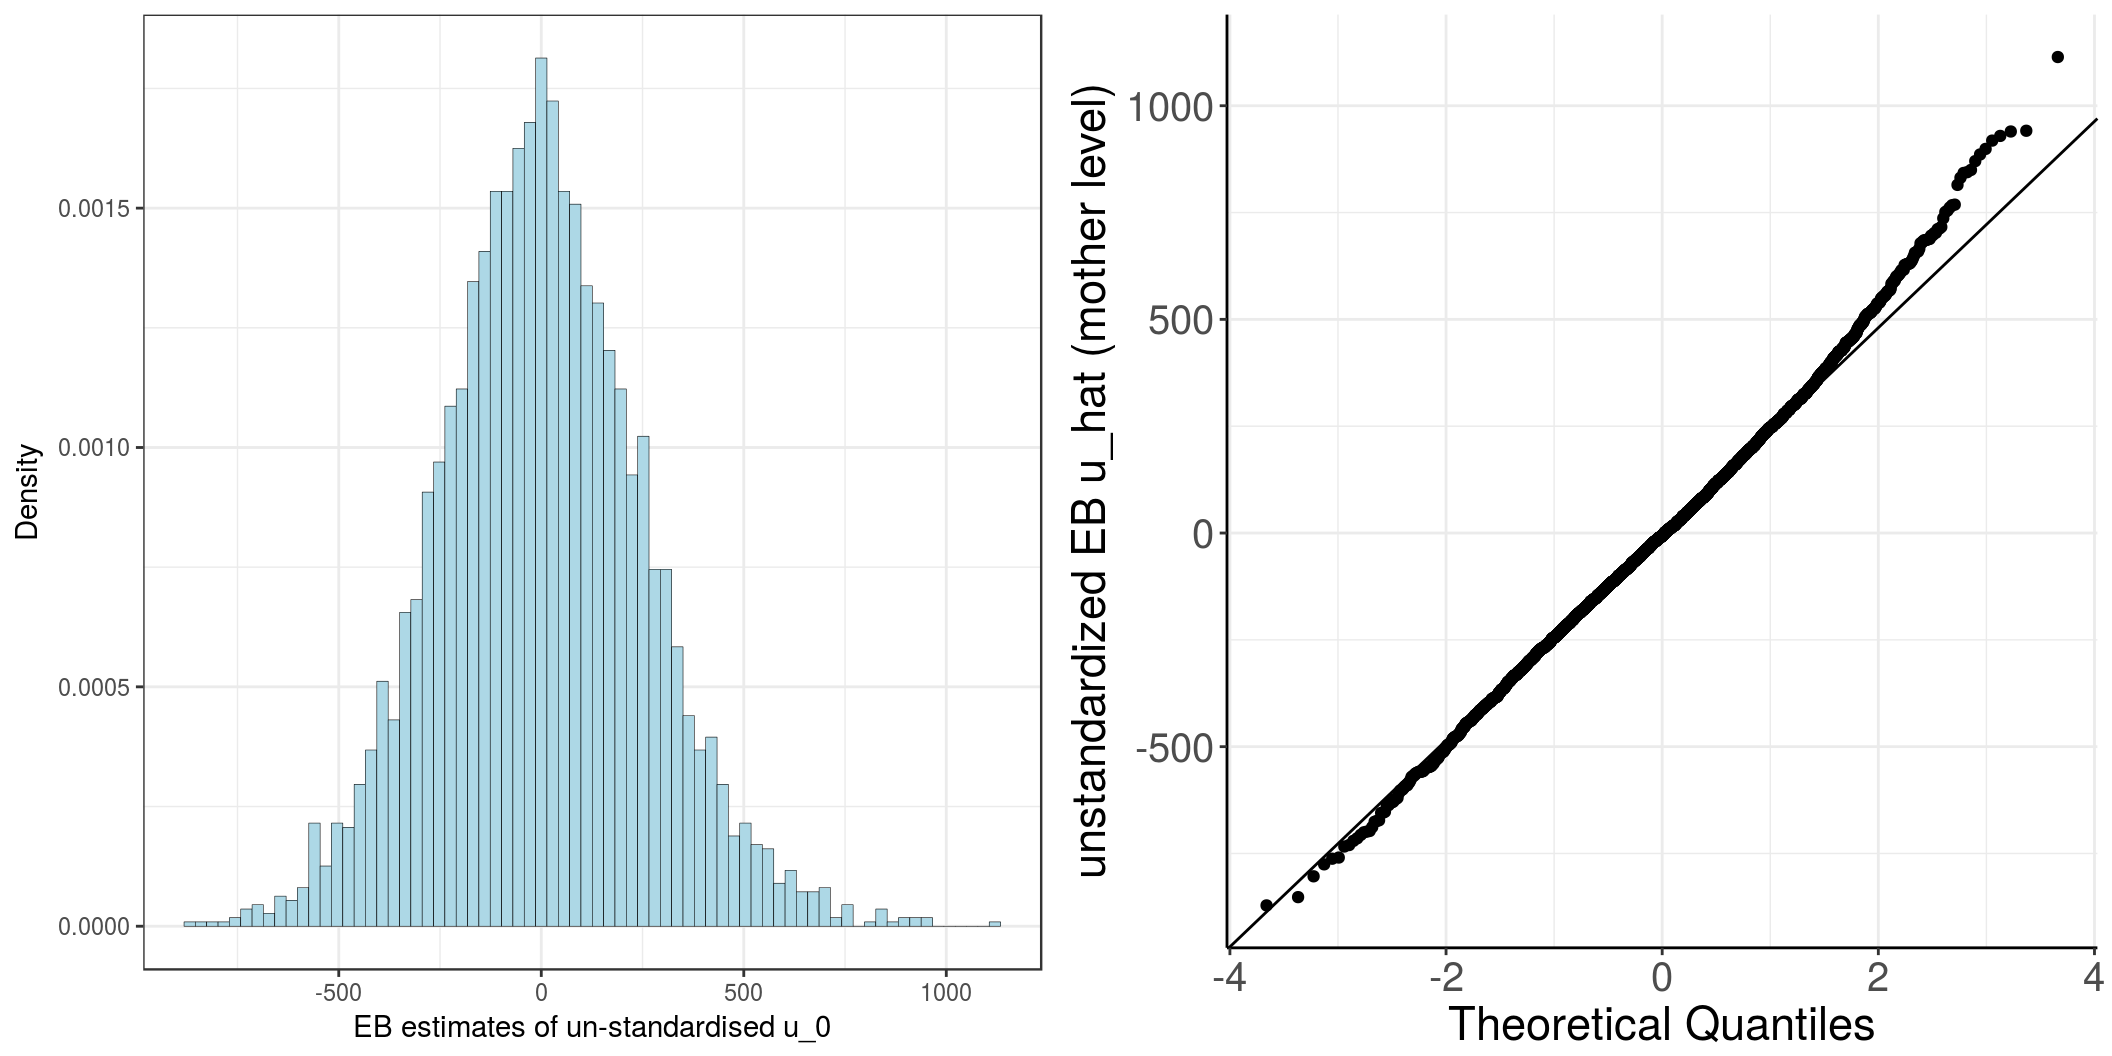 Density
0.0015
0.0010
0.0005
0.0000
-500 0 500 1000
EB estimates of un-standardised u_0
unstandardized EB u_hat (mother level)
1000
500
0
-500
-4 -2 0 2 4
Theoretical Quantiles